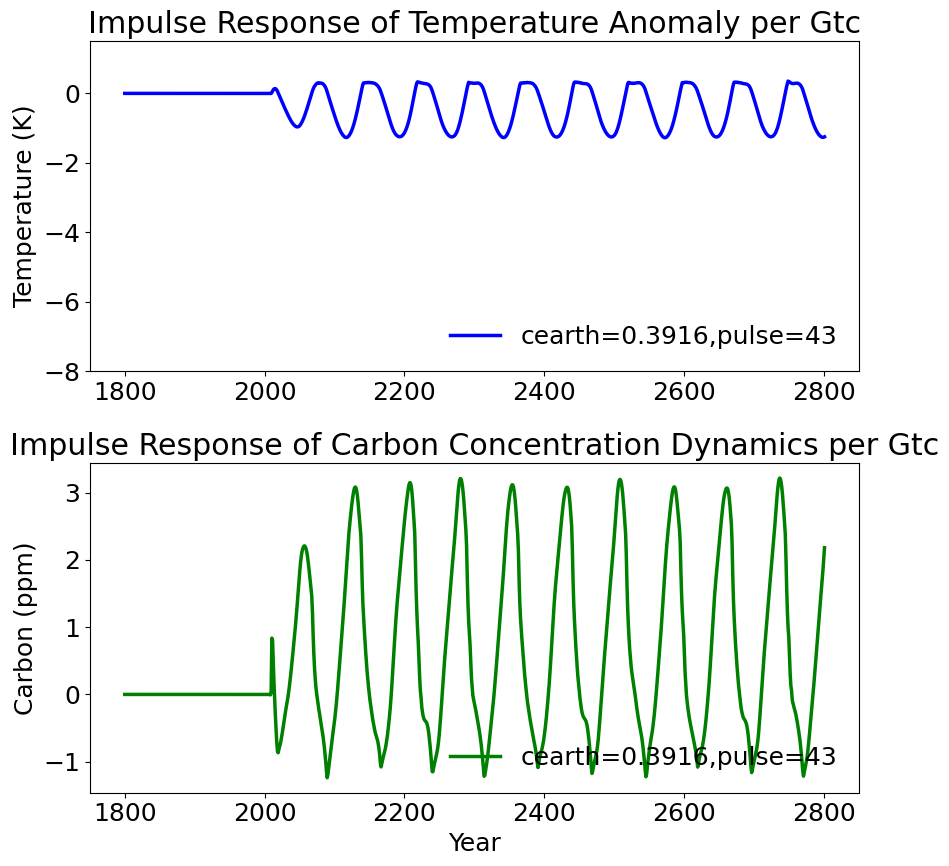 Impulse Response of Temperature Anomaly per Gtc
Temperature (K)
0
−2
−4
−6
−8
cearth=0.3916,pulse=43
1800 2000 2200 2400 2600 2800
Impulse Response of Carbon Concentration Dynamics per Gtc
Carbon (ppm)
3
2
1
0
−1
cearth=0.3916,pulse=43
1800 2000 2200 2400 2600 2800
Year